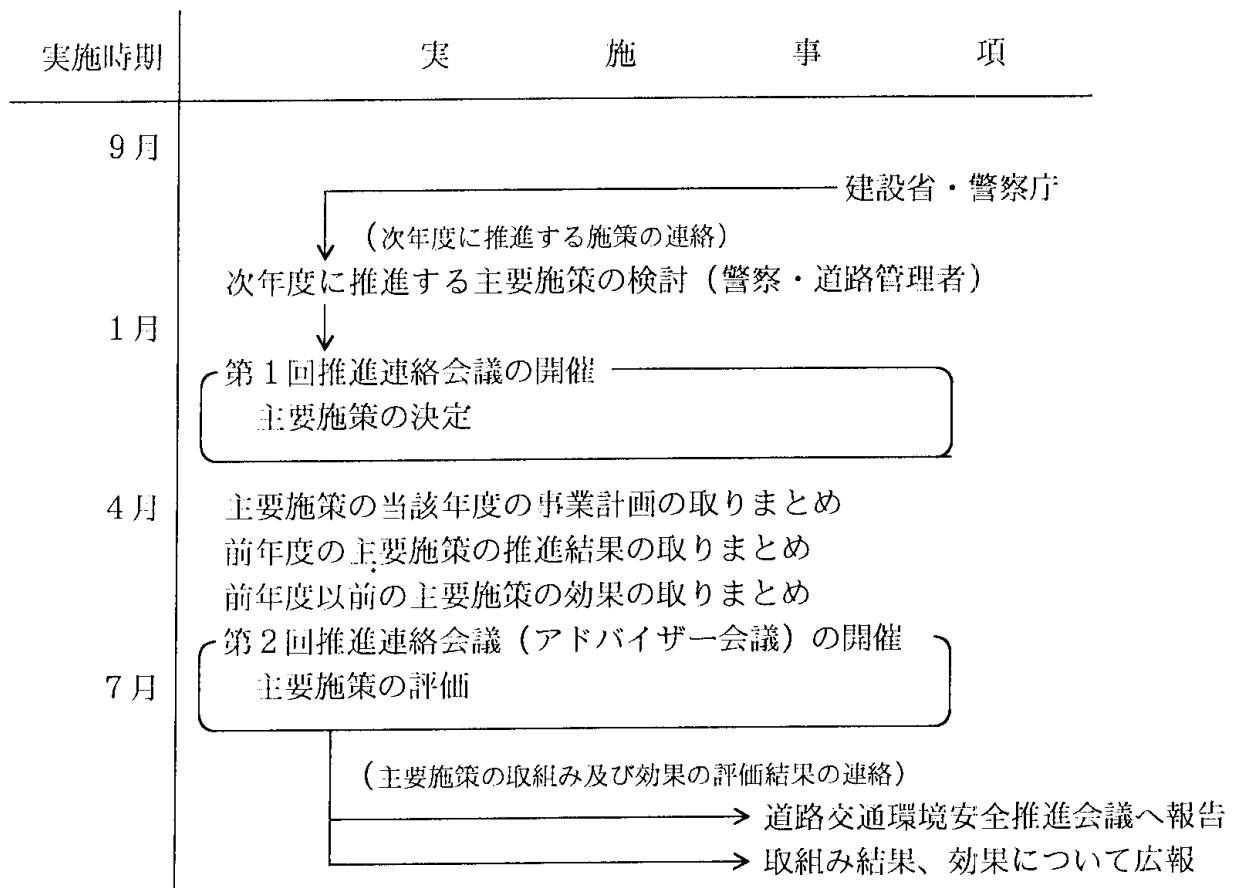 実施時期 実施事項
9月
建設省・警察庁
（次年度に推進する施策の連絡）
次年度に推進する主要施策の検討（警察・道路管理者）
1月
第1回推進連絡会議の開催
主要施策の決定
4月 主要施策の当該年度の事業計画の取りまとめ
前年度の主要施策の推進結果の取りまとめ
前年度以前の主要施策の効果の取りまとめ
第2回推進連絡会議（アドバイザー会議）の開催
7月 主要施策の評価
（主要施策の取組み及び効果の評価結果の連絡）
道路交通環境安全推進会議へ報告
取組み結果、効果について広報